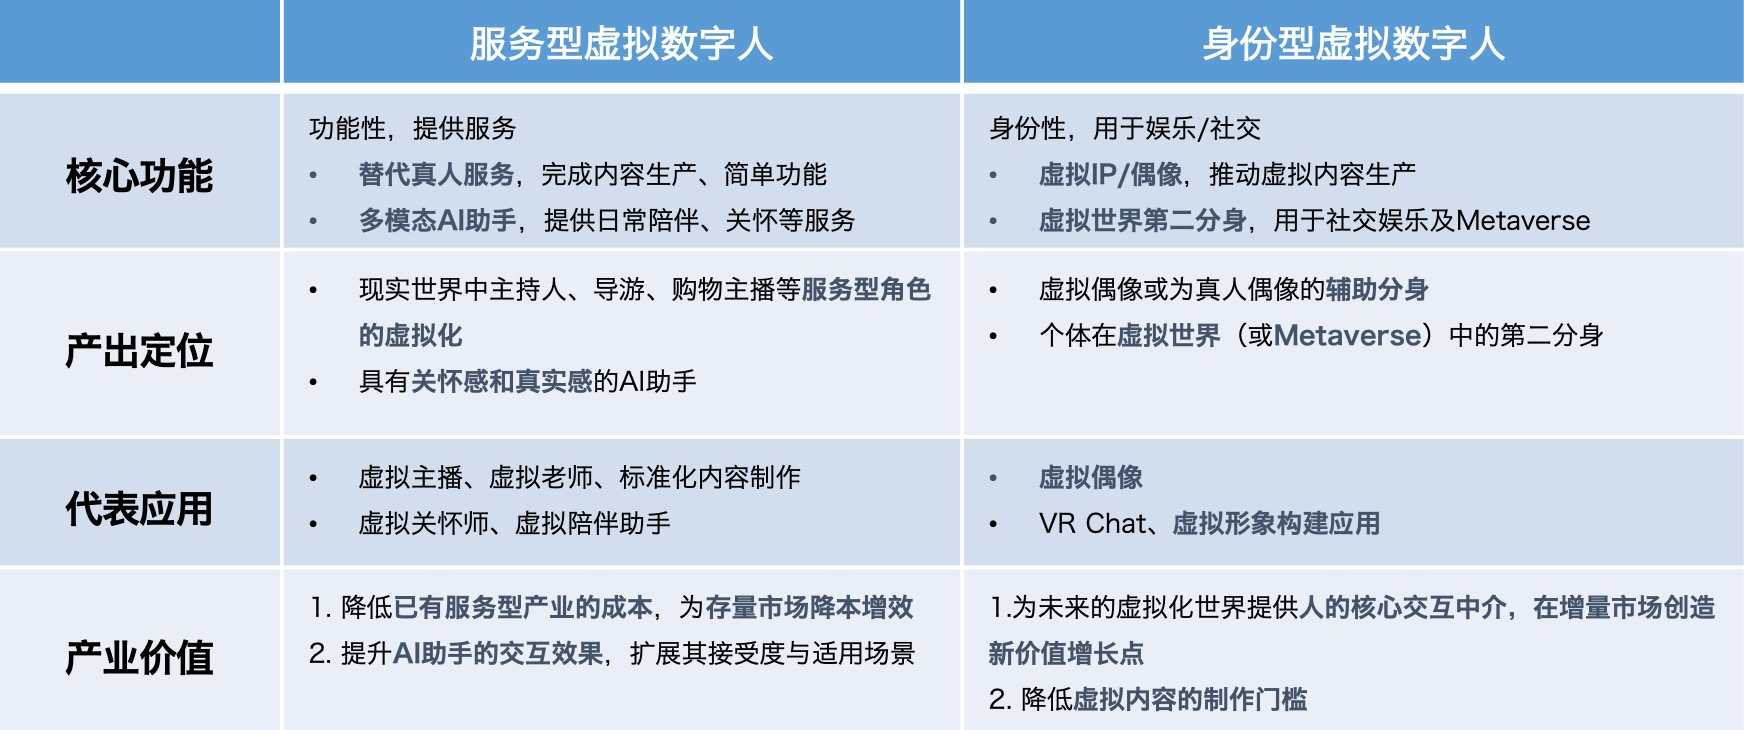 服务型虚拟数字人
身份型虚拟数字人
核心功能
功能性，提供服务
• 替代真人服务，完成内容生产、简单功能
• 多模态AI助手，提供日常陪伴、关怀等服务
身份性，用于娱乐/社交
• 虚拟IP/偶像，推动虚拟内容生产
• 虚拟世界第二分身，用于社交娱乐及Metaverse
产出定位
• 现实世界中主持人、导游、购物主播等服务型角色
的虚拟化
• 具有关怀感和真实感的AI助手
• 虚拟偶像或为真人偶像的辅助分身
• 个体在虚拟世界（或Metaverse）中的第二分身
代表应用
• 虚拟主播、虚拟老师、标准化内容制作
• 虚拟关怀师、虚拟陪伴助手
• 虚拟偶像
• VR Chat、虚拟形象构建应用
产业价值
1. 降低已有服务型产业的成本，为存量市场降本增效
2. 提升AI助手的交互效果，扩展其接受度与适用场景
1.为未来的虚拟化世界提供人的核心交互中介，在增量市场创造
新价值增长点
2. 降低虚拟内容的制作门槛